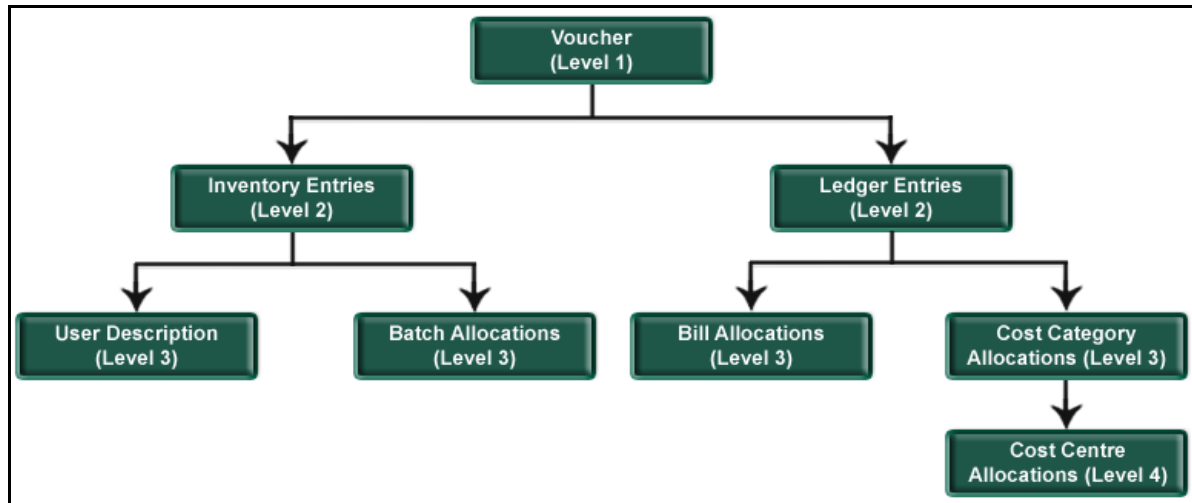 Voucher
(Level 1)
Inventory Entries
(Level 2)
Ledger Entries
(Level 2)
User Description
(Level 3)
Batch Allocations
(Level 3)
Bill Allocations
(Level 3)
Cost Category
Allocations (Level 3)
Cost Centre
Allocations (Level 4)